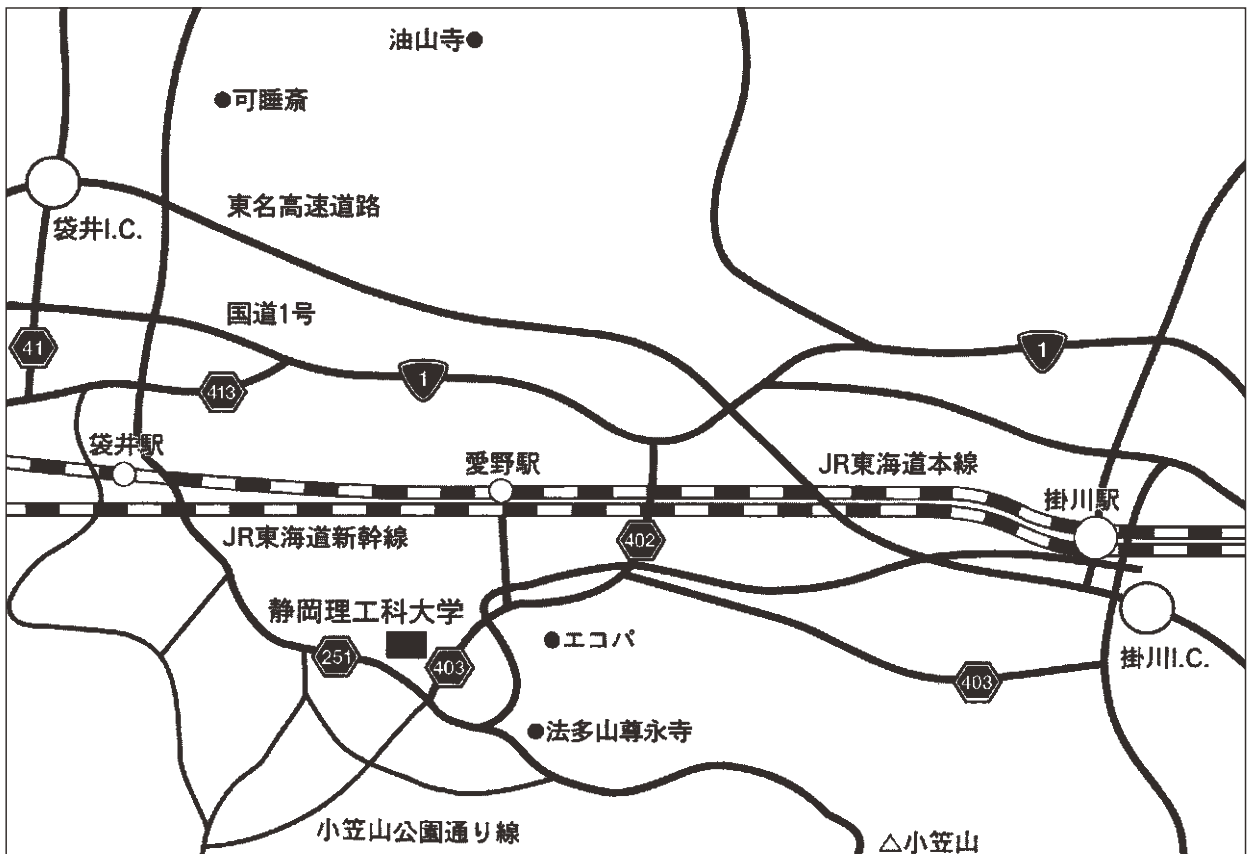 油山寺
可睡斎
東名高速道路
袋井I.C.
国道1号
41
413
1
1
袋井駅
愛野駅
JR東海道本線
掛川駅
JR東海道新幹線
402
静岡理工科大学
251
403
エコパ
403
掛川I.C.
法多山尊永寺
小笠山公園通り線
△小笠山